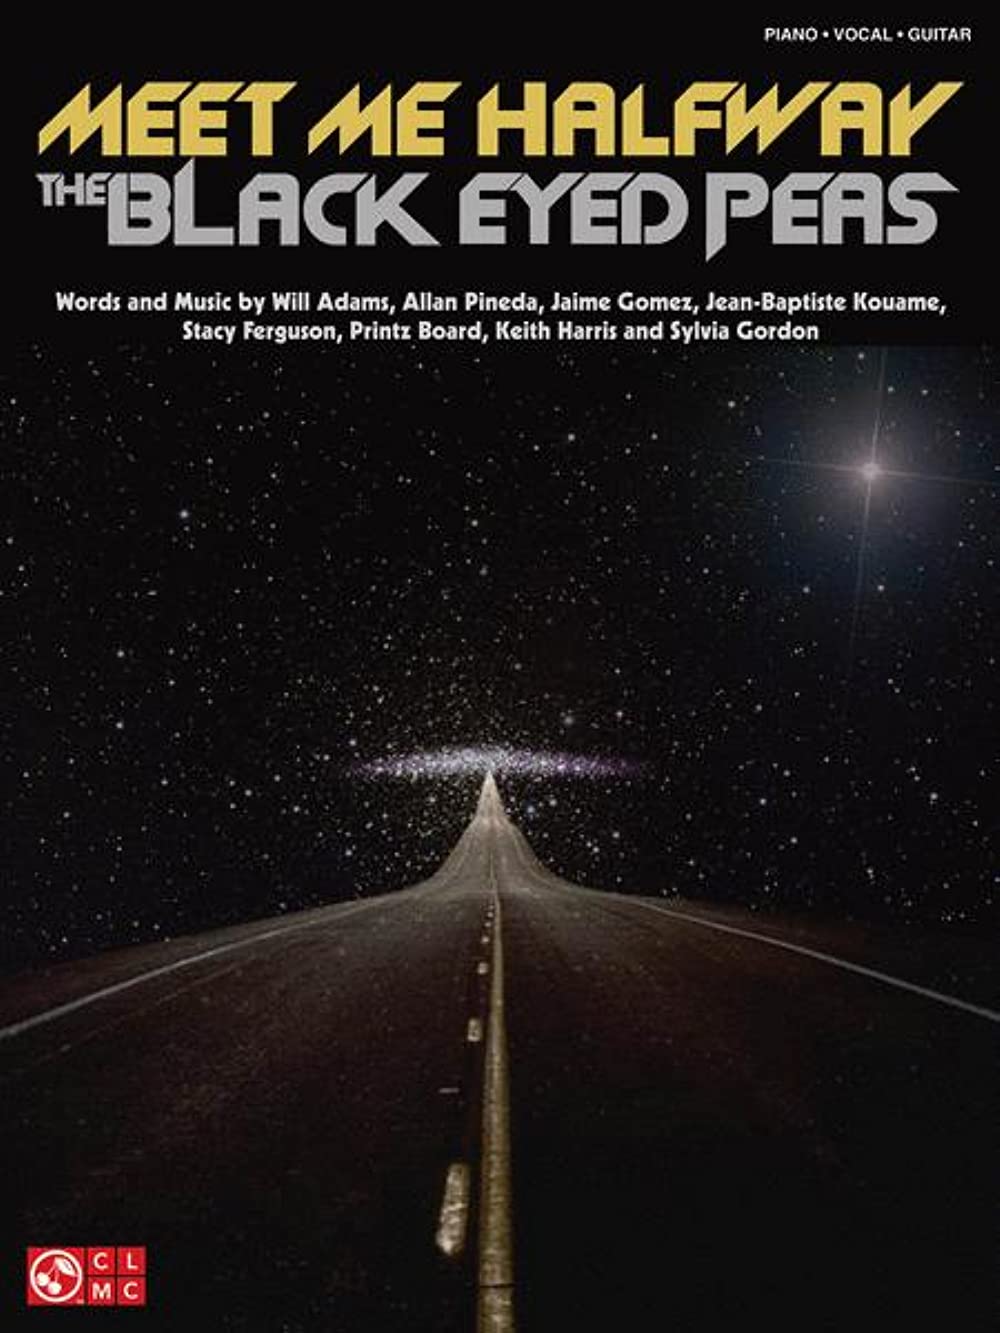 PIANO • VOCAL • GUITAR
MEET ME HALFWAY
THE BLACK EYED PEAS
Words and Music by Will Adams, Allan Pineda, Jaime Gomez, Jean-Baptiste Kouame,
Stacy Ferguson, Printz Board, Keith Harris and Sylvia Gordon
CL
MC